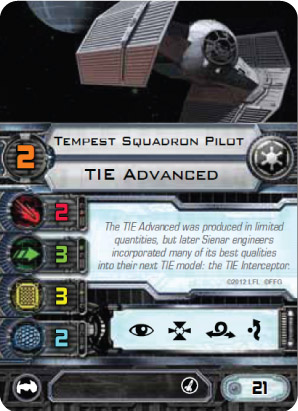 Tempest Squadron Pilot
2
TIE Advanced
2
3
3
2
The TIE Advanced was produced in limited
quantities, but later Sienar engineers
incorporated many of its best qualities
into their next TIE model: the TIE Interceptor.
©2012 LFL ©FFG
21